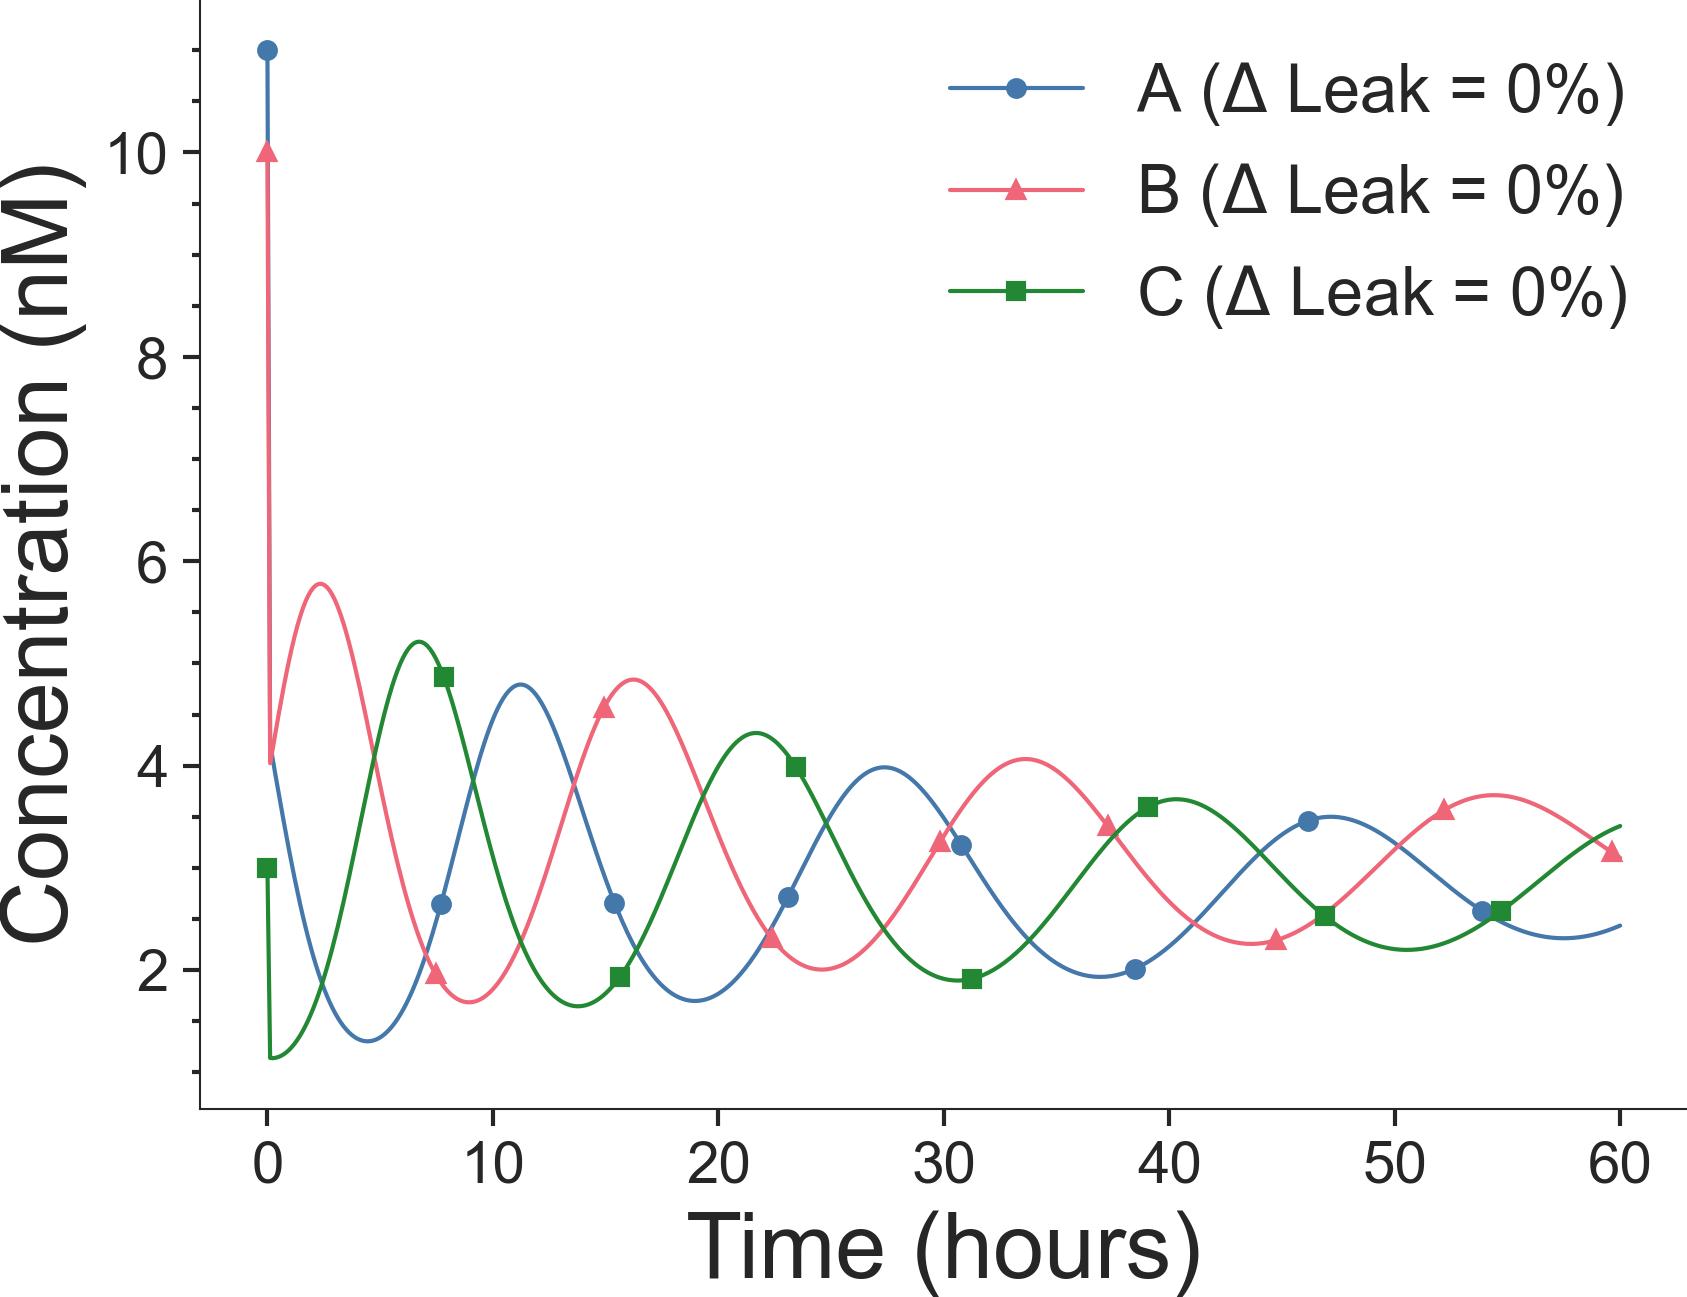 Concentration (nM)
10
8
6
4
2
A (Δ Leak = 0%)
B (Δ Leak = 0%)
C (Δ Leak = 0%)
0 10 20 30 40 50 60
Time (hours)